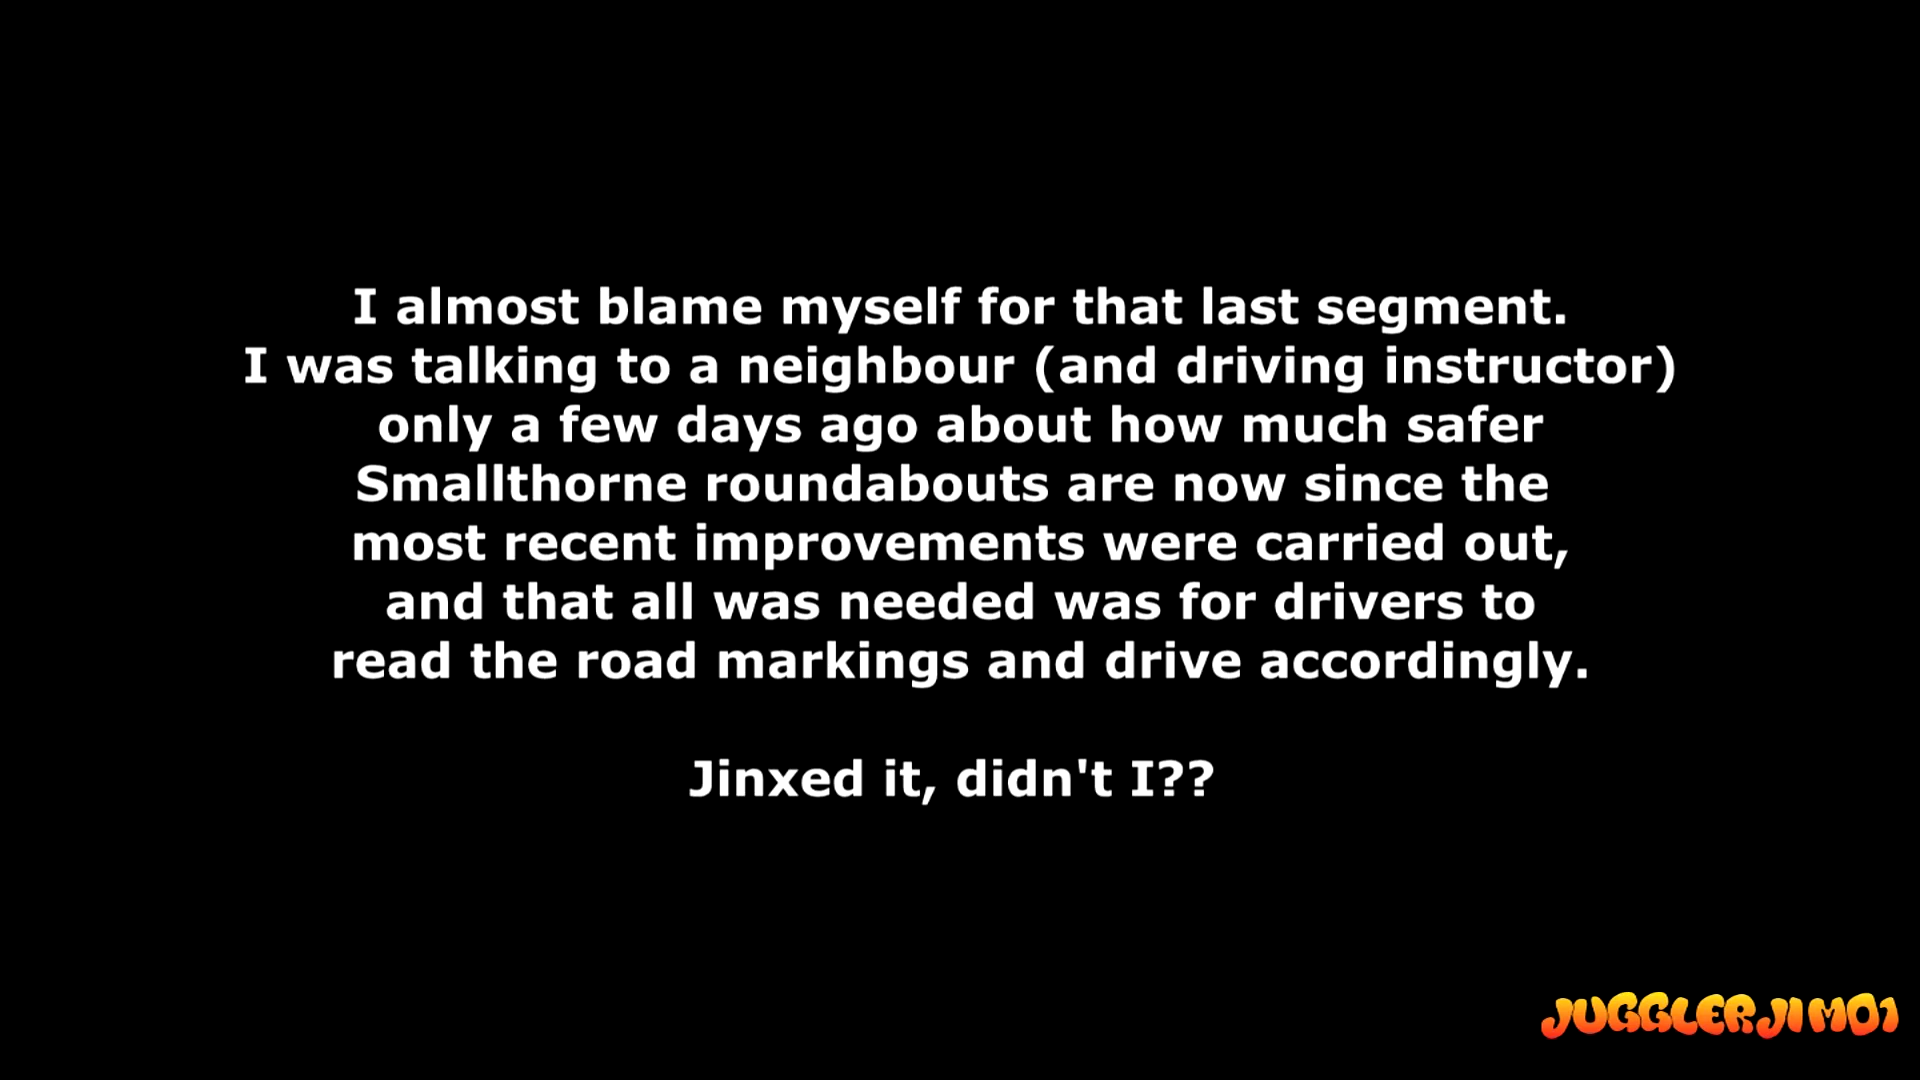 I almost blame myself for that last segment.
I was talking to a neighbour (and driving instructor)
only a few days ago about how much safer
Smallthorne roundabouts are now since the
most recent improvements were carried out,
and that all was needed was for drivers to
read the road markings and drive accordingly.
Jinxed it, didn't I??
JUGGLERJIM01